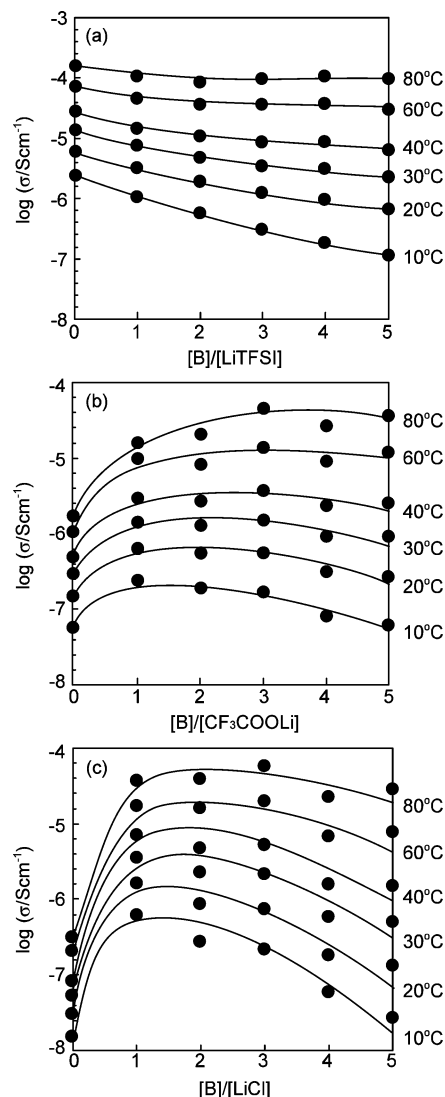 (a)
-3
-4
-5
-6
-7
-8
log (σ/Scm⁻¹)
80°C
60°C
40°C
30°C
20°C
10°C
0 1 2 3 4 5
[B]/[LiTFSI]
(b)
-4
-5
-6
-7
-8
log (σ/Scm⁻¹)
80°C
60°C
40°C
30°C
20°C
10°C
0 1 2 3 4 5
[B]/[CF₃COOLi]
(c)
-4
-5
-6
-7
-8
log (σ/Scm⁻¹)
80°C
60°C
40°C
30°C
20°C
10°C
0 1 2 3 4 5
[B]/[LiCl]